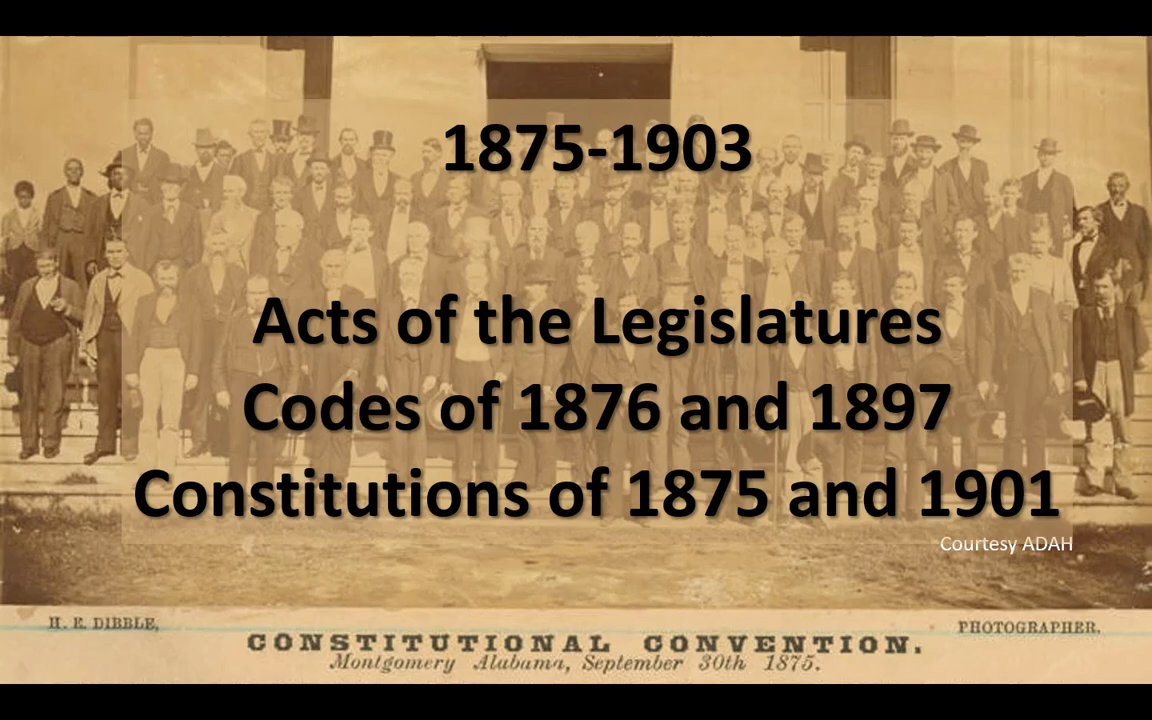 1875-1903
Acts of the Legislatures
Codes of 1876 and 1897
Constitutions of 1875 and 1901
Courtesy ADAH
H. E. DIBBLE,
PHOTOGRAPHER.
CONSTITUTIONAL CONVENTION.
Montgomery Alabama, September 30th 1875.